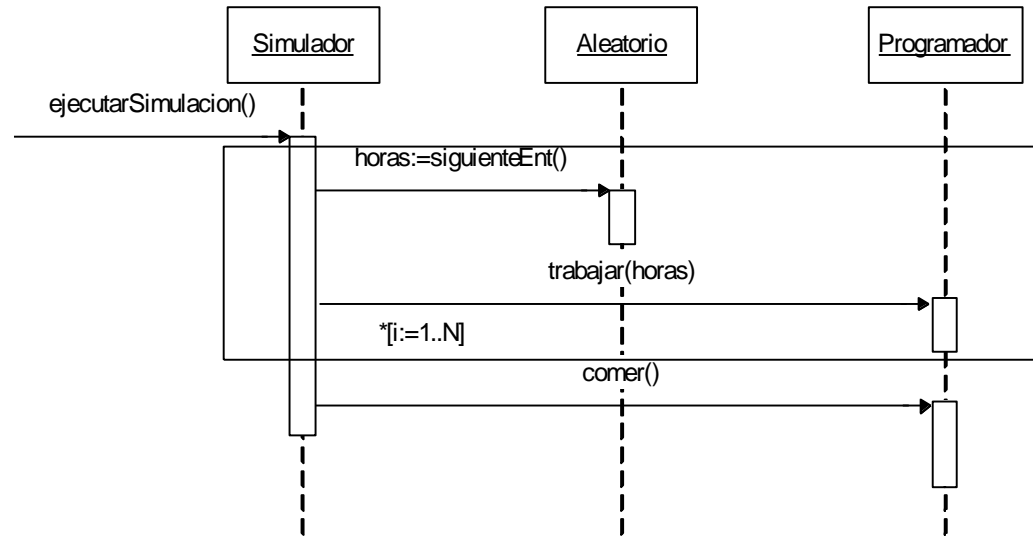 Simulador
Aleatorio
Programador
ejecutarSimulacion()
horas:=siguienteEnt()
trabajar(horas)
*[i:=1..N]
comer()